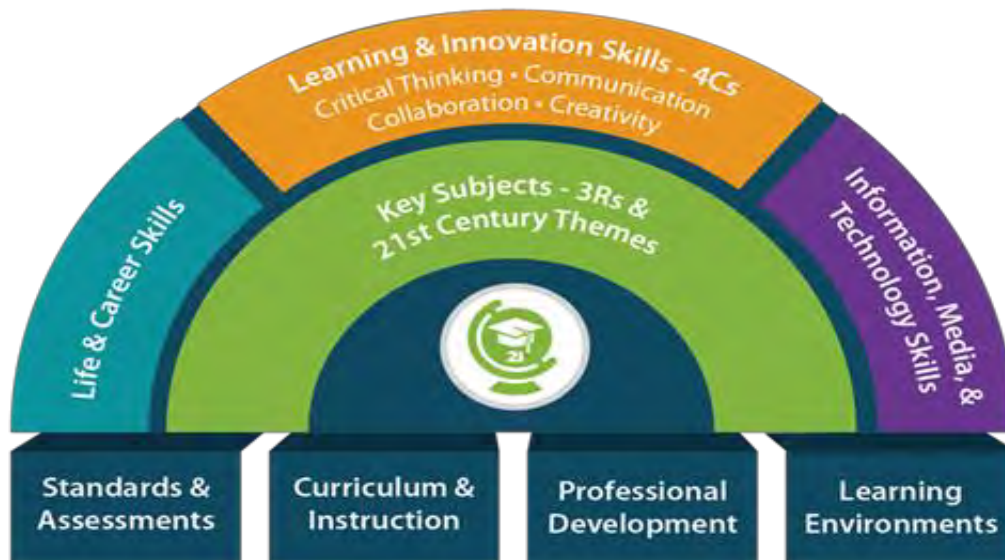 Learning & Innovation Skills - 4Cs
Critical Thinking • Communication
Collaboration • Creativity
Life & Career Skills
Key Subjects - 3Rs &
21st Century Themes
Information, Media, &
Technology Skills
21
Standards &
Assessments
Curriculum &
Instruction
Professional
Development
Learning
Environments